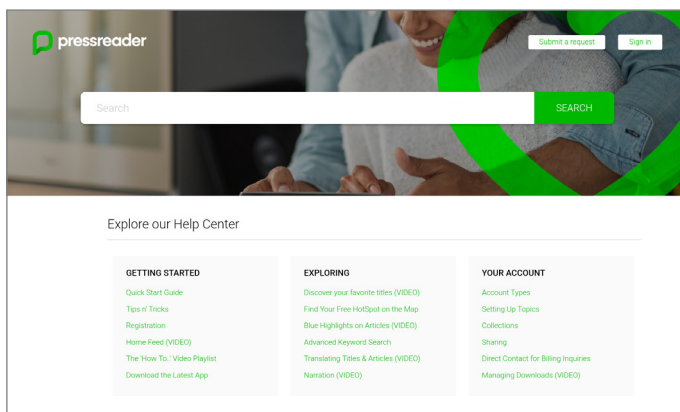 pressreader
Submit a request
Sign in
Search
SEARCH
Explore our Help Center
GETTING STARTED
Quick Start Guide
Tips n' Tricks
Registration
Home Feed (VIDEO)
The 'How To..' Video Playlist
Download the Latest App
EXPLORING
Discover your favorite titles (VIDEO)
Find Your Free HotSpot on the Map
Blue Highlights on Articles (VIDEO)
Advanced Keyword Search
Translating Titles & Articles (VIDEO)
Narration (VIDEO)
YOUR ACCOUNT
Account Types
Setting Up Topics
Collections
Sharing
Direct Contact for Billing Inquiries
Managing Downloads (VIDEO)